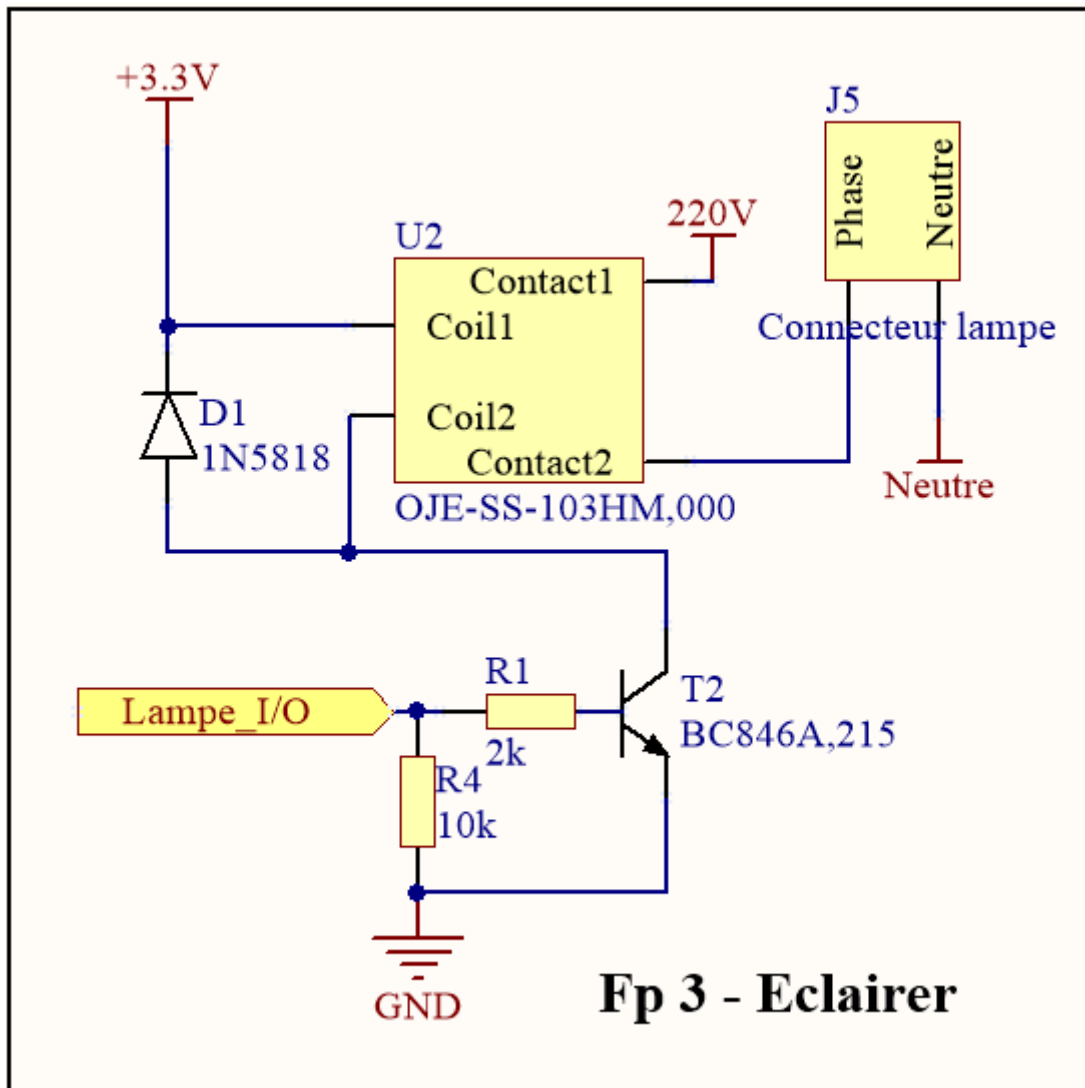 +3.3V
J5
Phase
Neutre
220V
U2
Contact1
Coil1
Connecteur lampe
D1
1N5818
Coil2
Contact2
Neutre
OJE-SS-103HM,000
R1
Lampe_I/O
T2
2k
BC846A,215
R4
10k
GND
Fp 3 - Eclairer